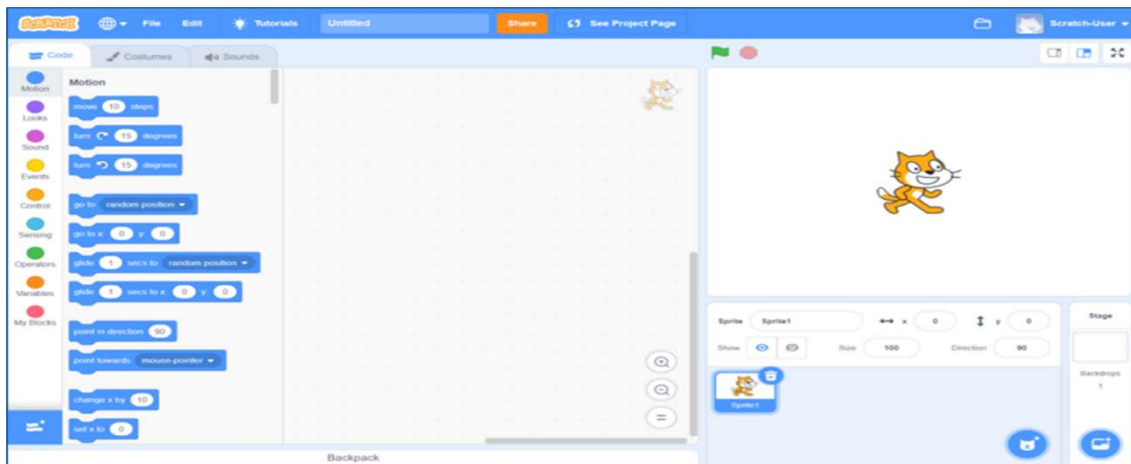 SCRATCH File Edit Tutorials Untitled Share See Project Page Scratch-User
Code Costumes Sounds
Motion
Looks
Sound
Events
Control
Sensing
Operators
Variables
My Blocks
Motion
move 10 steps
turn 15 degrees
turn 15 degrees
go to random position
go to x: 0 y: 0
glide 1 secs to random position
glide 1 secs to x: 0 y: 0
point in direction 90
point towards mouse-pointer
change x by 10
set x to 0
Backpack
Sprite Sprite1 x 0 y 0
Show Size 100 Direction 90
Sprite1
Stage
Backdrops
1